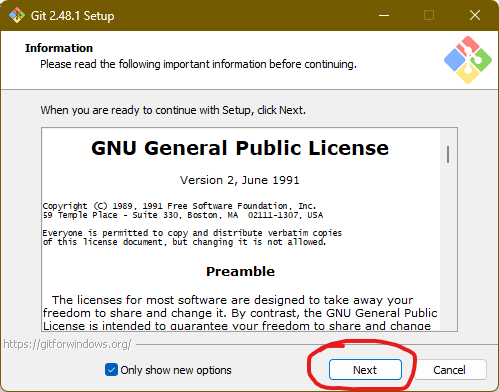 Git 2.48.1 Setup
Information
Please read the following important information before continuing.
When you are ready to continue with Setup, click Next.
GNU General Public License
Version 2, June 1991
Copyright (C) 1989, 1991 Free Software Foundation, Inc.
59 Temple Place - Suite 330, Boston, MA  02111-1307, USA
Everyone is permitted to copy and distribute verbatim copies
of this license document, but changing it is not allowed.
Preamble
The licenses for most software are designed to take away your
freedom to share and change it. By contrast, the GNU General Public
License is intended to guarantee your freedom to share and change
https://gitforwindows.org/
Only show new options
Next
Cancel